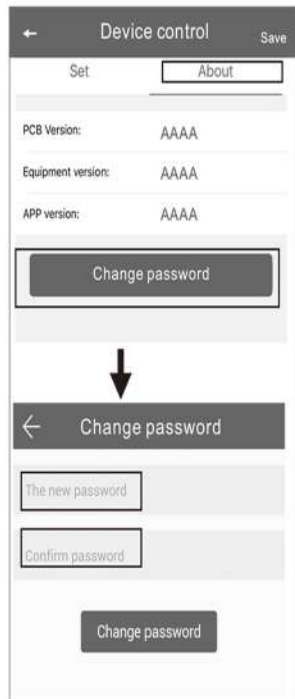 Device control
Save
Set About
PCB Version: AAAA
Equipment version: AAAA
APP version: AAAA
Change password
Change password
The new password
Confirm password
Change password